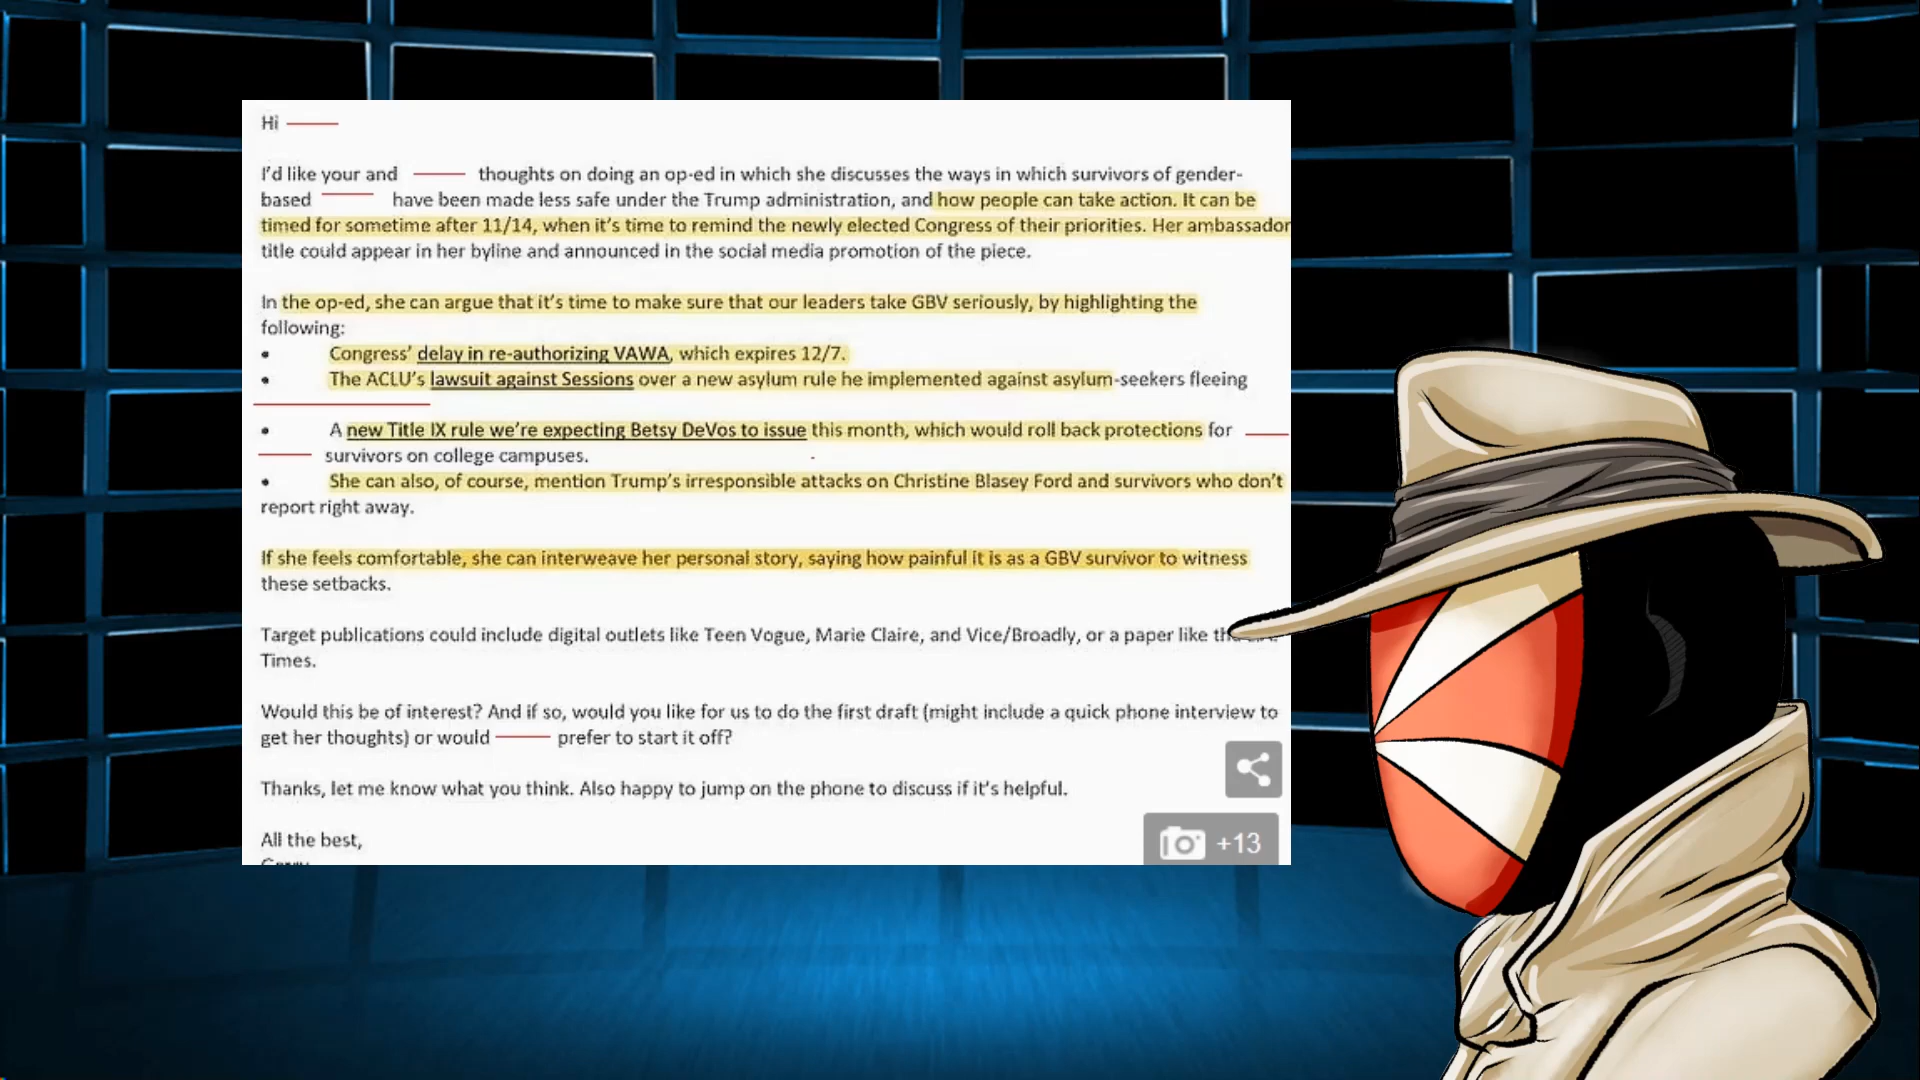 Hi
I'd like your and thoughts on doing an op-ed in which she discusses the ways in which survivors of gender-
based have been made less safe under the Trump administration, and how people can take action. It can be
timed for sometime after 11/14, when it's time to remind the newly elected Congress of their priorities. Her ambassador
title could appear in her byline and announced in the social media promotion of the piece.
In the op-ed, she can argue that it's time to make sure that our leaders take GBV seriously, by highlighting the
following:
• Congress' delay in re-authorizing VAWA, which expires 12/7.
• The ACLU's lawsuit against Sessions over a new asylum rule he implemented against asylum-seekers fleeing
• A new Title IX rule we're expecting Betsy DeVos to issue this month, which would roll back protections for
survivors on college campuses.
• She can also, of course, mention Trump's irresponsible attacks on Christine Blasey Ford and survivors who don't
report right away.
If she feels comfortable, she can interweave her personal story, saying how painful it is as a GBV survivor to witness
these setbacks.
Target publications could include digital outlets like Teen Vogue, Marie Claire, and Vice/Broadly, or a paper like
Times.
Would this be of interest? And if so, would you like for us to do the first draft (might include a quick phone interview to
get her thoughts) or would prefer to start it off?
Thanks, let me know what you think. Also happy to jump on the phone to discuss if it's helpful.
All the best,
+13